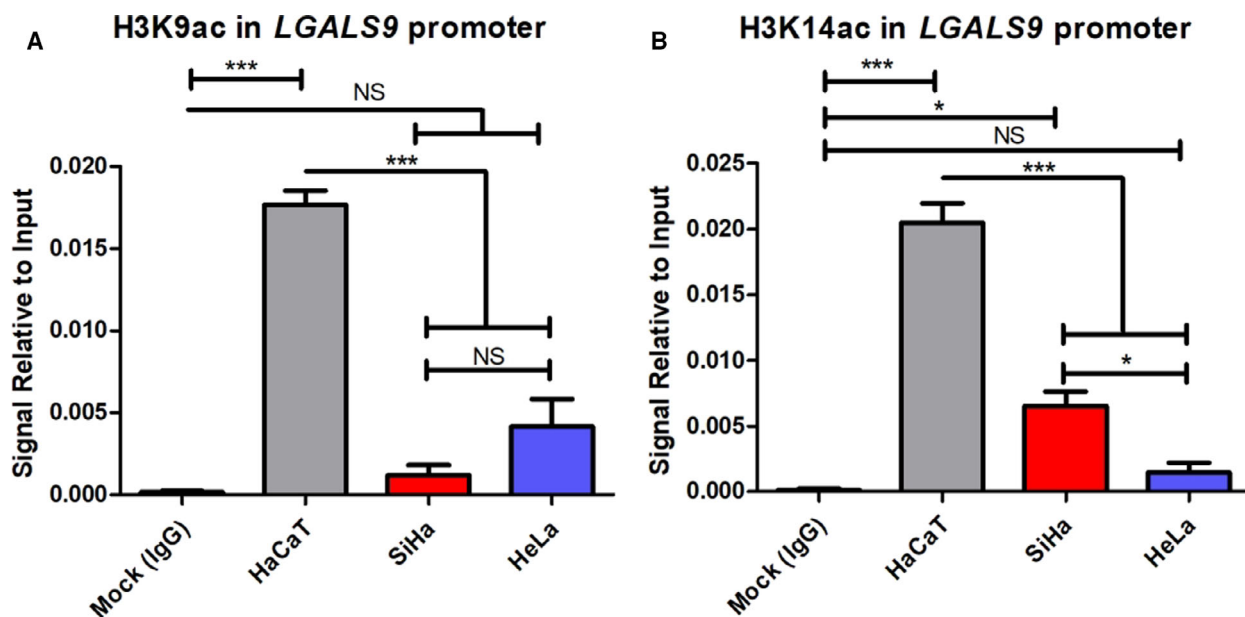 A
H3K9ac in LGALS9 promoter
***
NS
***
NS
Signal Relative to Input
0.020
0.015
0.010
0.005
0.000
Mock (IgG)
HaCaT
SiHa
HeLa
B
H3K14ac in LGALS9 promoter
***
*
NS
***
*
Signal Relative to Input
0.025
0.020
0.015
0.010
0.005
0.000
Mock (IgG)
HaCaT
SiHa
HeLa